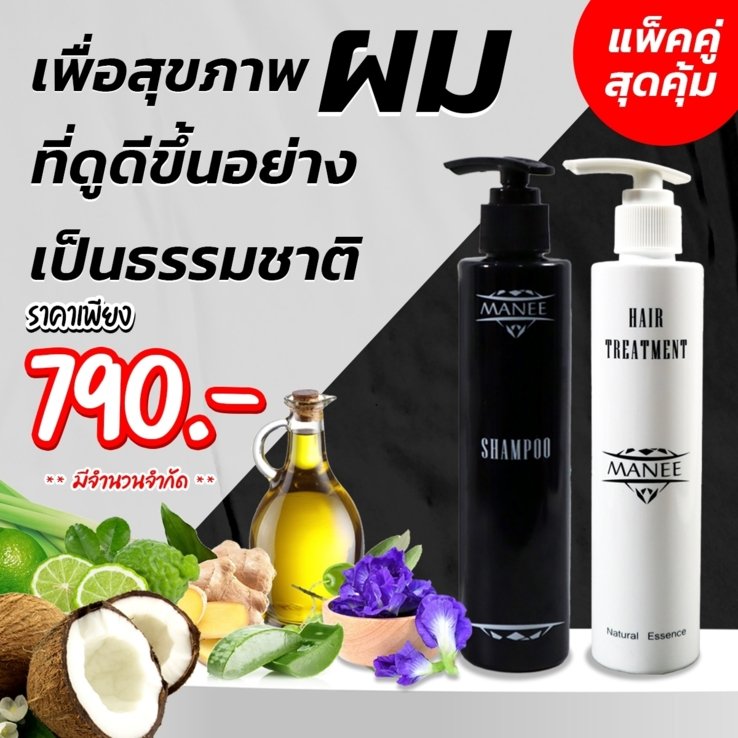 เพื่อสุขภาพ ผม
ที่ดูดีขึ้นอย่าง
เป็นธรรมชาติ
ราคาเพียง
790.-
** มีจำนวนจำกัด **
แพ็คคู่
สุดคุ้ม
MANEE
SHAMPOO
HAIR
TREATMENT
MANEE
Natural Essence